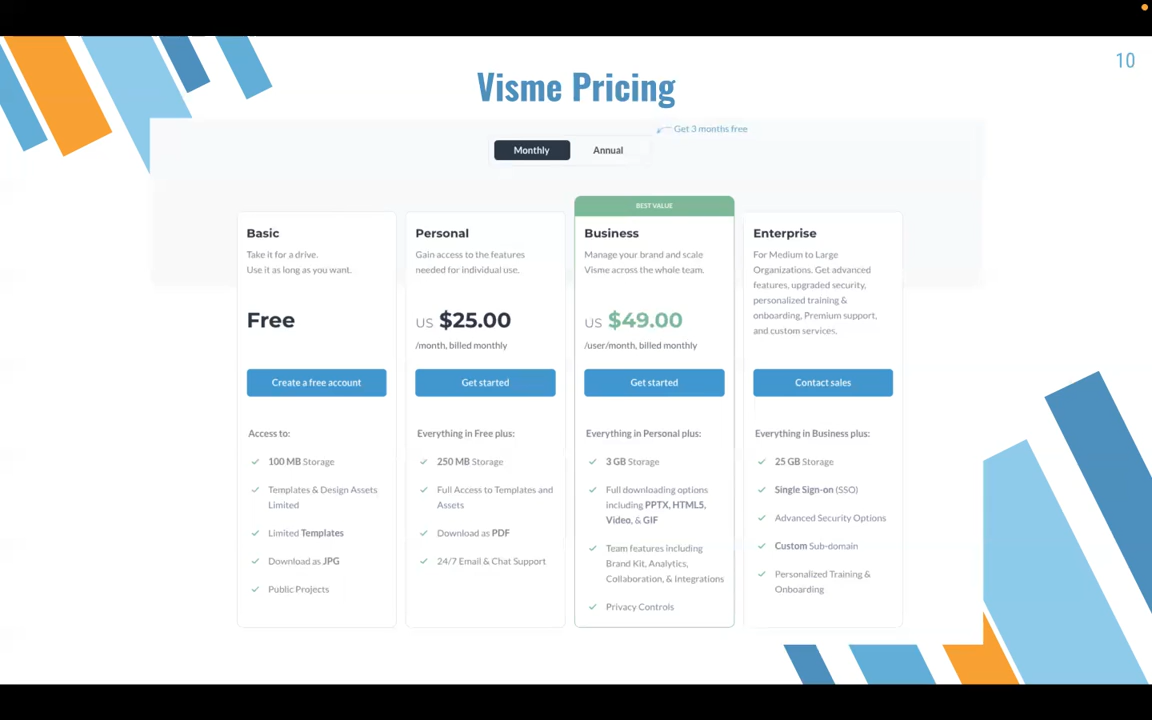 10
Visme Pricing
Get 3 months free
Monthly
Annual
Basic
Take it for a drive.
Use it as long as you want.
Free
Create a free account
Access to:
100 MB Storage
Templates & Design Assets
Limited
Limited Templates
Download as JPG
Public Projects
Personal
Gain access to the features
needed for individual use.
US $25.00
/month, billed monthly
Get started
Everything in Free plus:
250 MB Storage
Full Access to Templates and
Assets
Download as PDF
24/7 Email & Chat Support
BEST VALUE
Business
Manage your brand and scale
Visme across the whole team.
US $49.00
/user/month, billed monthly
Get started
Everything in Personal plus:
3 GB Storage
Full downloading options
including PPTX, HTML5,
Video, & GIF
Team features including
Brand Kit, Analytics,
Collaboration, & Integrations
Privacy Controls
Enterprise
For Medium to Large
Organizations. Get advanced
features, upgraded security,
personalized training &
onboarding, Premium support,
and custom services.
Contact sales
Everything in Business plus:
25 GB Storage
Single Sign-on (SSO)
Advanced Security Options
Custom Sub-domain
Personalized Training &
Onboarding